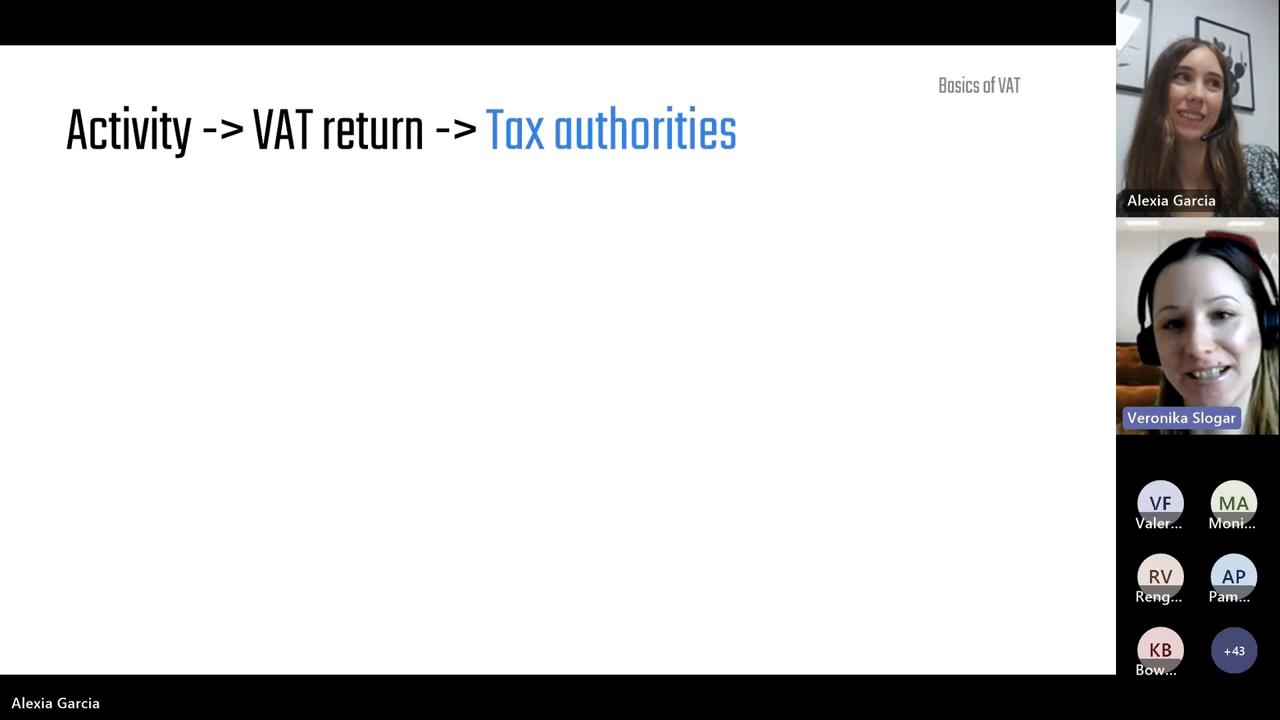 Basics of VAT
Activity -> VAT return -> Tax authorities
Alexia Garcia
Veronika Slogar
VF
Valer...
MA
Moni...
RV
Reng...
AP
Pam...
KB
Bow...
+43
Alexia Garcia